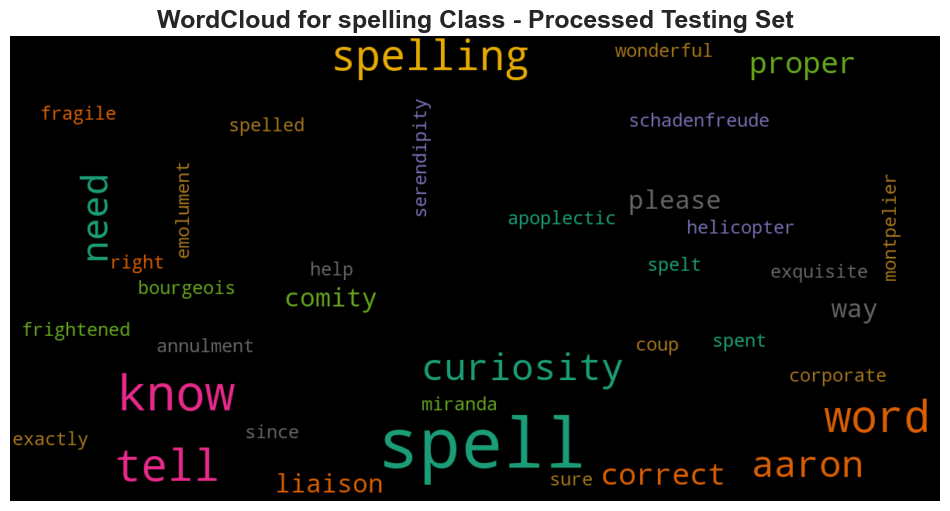 WordCloud for spelling Class - Processed Testing Set
spelling
wonderful
proper
fragile
spelled
serendipity
schadenfreude
need
emolument
please
montpelier
apoplectic
helicopter
right
help
spelt
exquisite
bourgeois
comity
way
frightened
annulment
coup
spent
curiosity
corporate
know
miranda
word
exactly
since
spell
tell
liaison
sure
correct
aaron